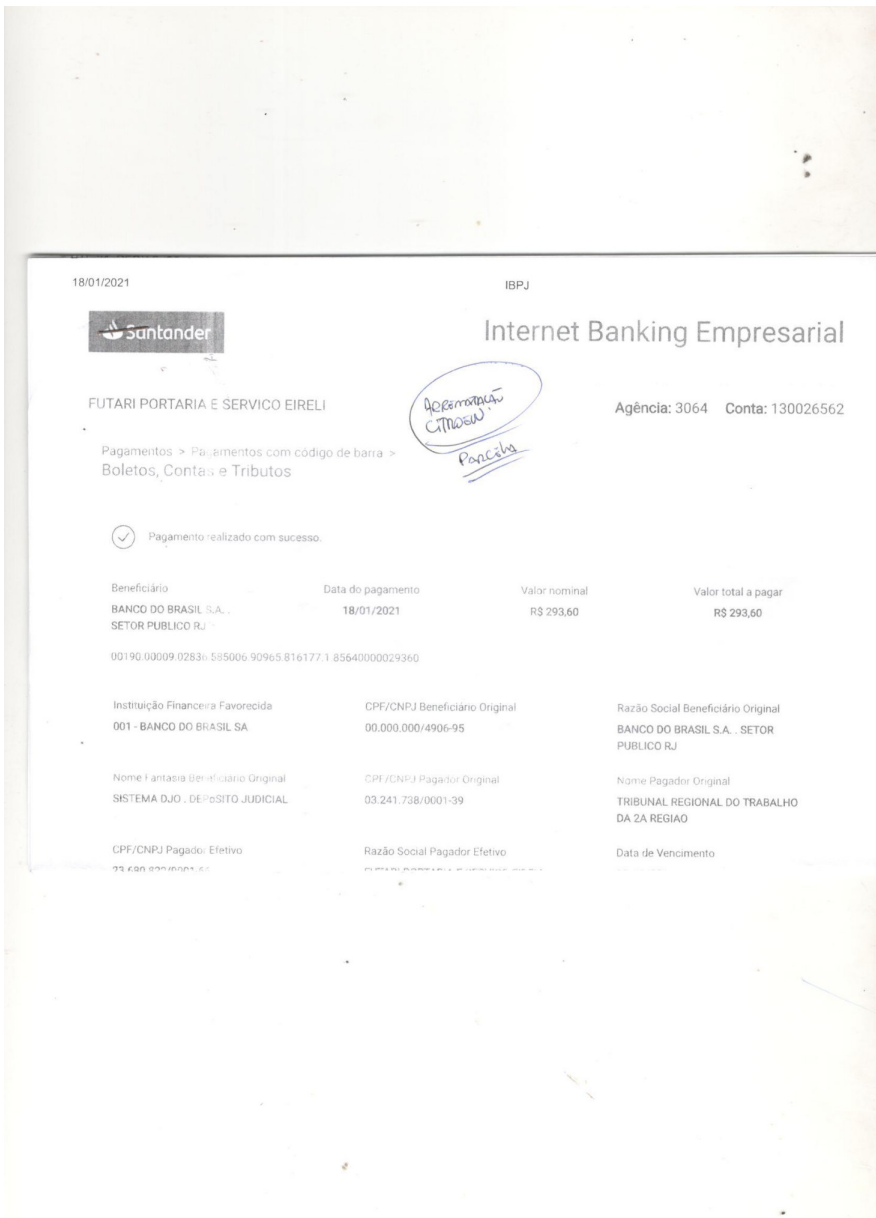 18/01/2021 IBPJ
Santander
Internet Banking Empresarial
FUTARI PORTARIA E SERVICO EIRELI
ARREMATAÇÃO
CITROEN
Agência: 3064 Conta: 130026562
Pagamentos > Pagamentos com código de barra >
Boletos, Contas e Tributos
Pagamento realizado com sucesso.
Beneficiário Data do pagamento Valor nominal Valor total a pagar
BANCO DO BRASIL S.A. . 18/01/2021 R$ 293,60 R$ 293,60
SETOR PUBLICO RJ
00190.00009.02836.585006.90965.816177.1.85640000029360
Instituição Financeira Favorecida CPF/CNPJ Beneficiário Original Razão Social Beneficiário Original
001 - BANCO DO BRASIL SA 00.000.000/4906-95 BANCO DO BRASIL S.A. . SETOR
PUBLICO RJ
Nome Fantasia Beneficiário Original CPF/CNPJ Pagador Original Nome Pagador Original
SISTEMA DJO . DEPoSITO JUDICIAL 03.241.738/0001-39 TRIBUNAL REGIONAL DO TRABALHO
DA 2A REGIAO
CPF/CNPJ Pagador Efetivo Razão Social Pagador Efetivo Data de Vencimento